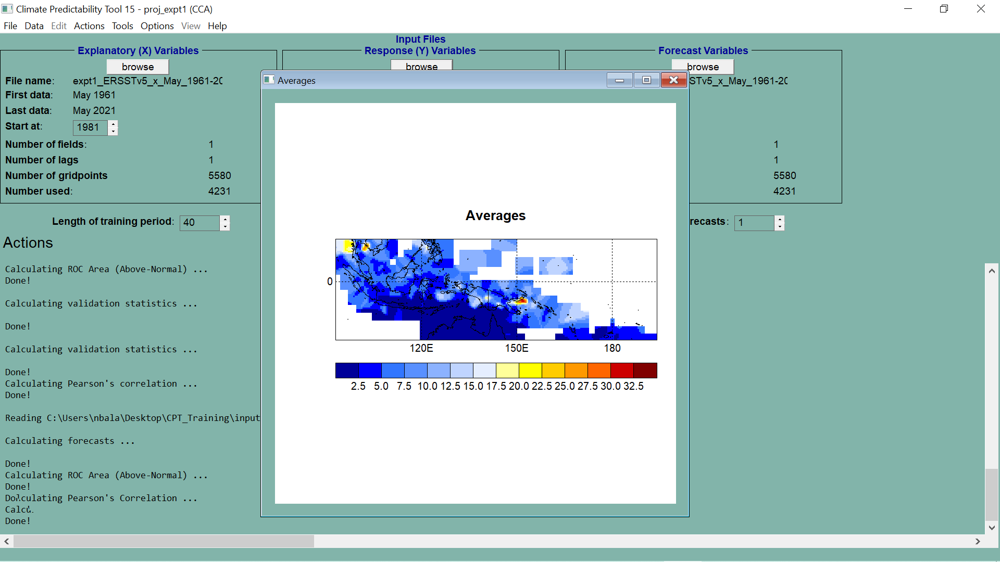 Climate Predictability Tool 15 - proj_expt1 (CCA)
File Data Edit Actions Tools Options View Help
Input Files
Explanatory (X) Variables
browse
File name: expt1_ERSSTv5_x_May_1961-20
First data: May 1961
Last data: May 2021
Start at: 1981
Number of fields: 1
Number of lags 1
Number of gridpoints 5580
Number used: 4231
Response (Y) Variables
browse
Forecast Variables
browse
STv5_x_May_1961-20
1
1
5580
4231
Length of training period: 40
recasts: 1
Actions
Calculating ROC Area (Above-Normal) ...
Done!
Calculating validation statistics ...
Done!
Calculating validation statistics ...
Done!
Calculating Pearson's correlation ...
Done!
Reading C:\Users\nbala\Desktop\CPT_Training\input
Calculating forecasts ...
Done!
Calculating ROC Area (Above-Normal) ...
Done!
culating Pearson's Correlation ...
Done!
Averages
Averages
0
120E 150E 180
2.5 5.0 7.5 10.0 12.5 15.0 17.5 20.0 22.5 25.0 27.5 30.0 32.5